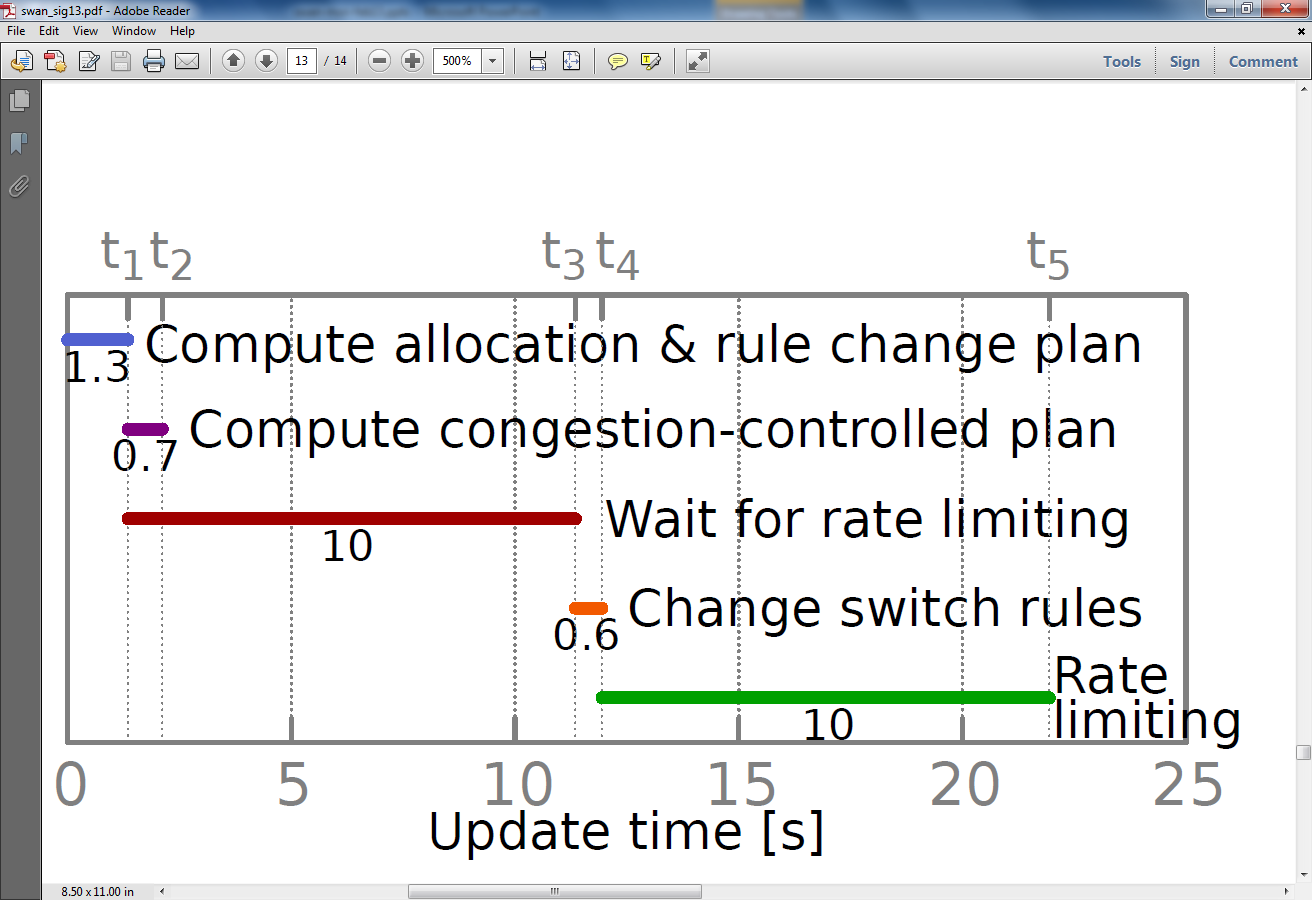 swan_sig13.pdf - Adobe Reader
File Edit View Window Help
13 / 14 500% Tools Sign Comment
t1 t2 t3 t4 t5
Compute allocation & rule change plan
1.3
Compute congestion-controlled plan
0.7
Wait for rate limiting
10
Change switch rules
0.6
Rate
limiting
10
0 5 10 15 20 25
Update time [s]
8.50 x 11.00 in